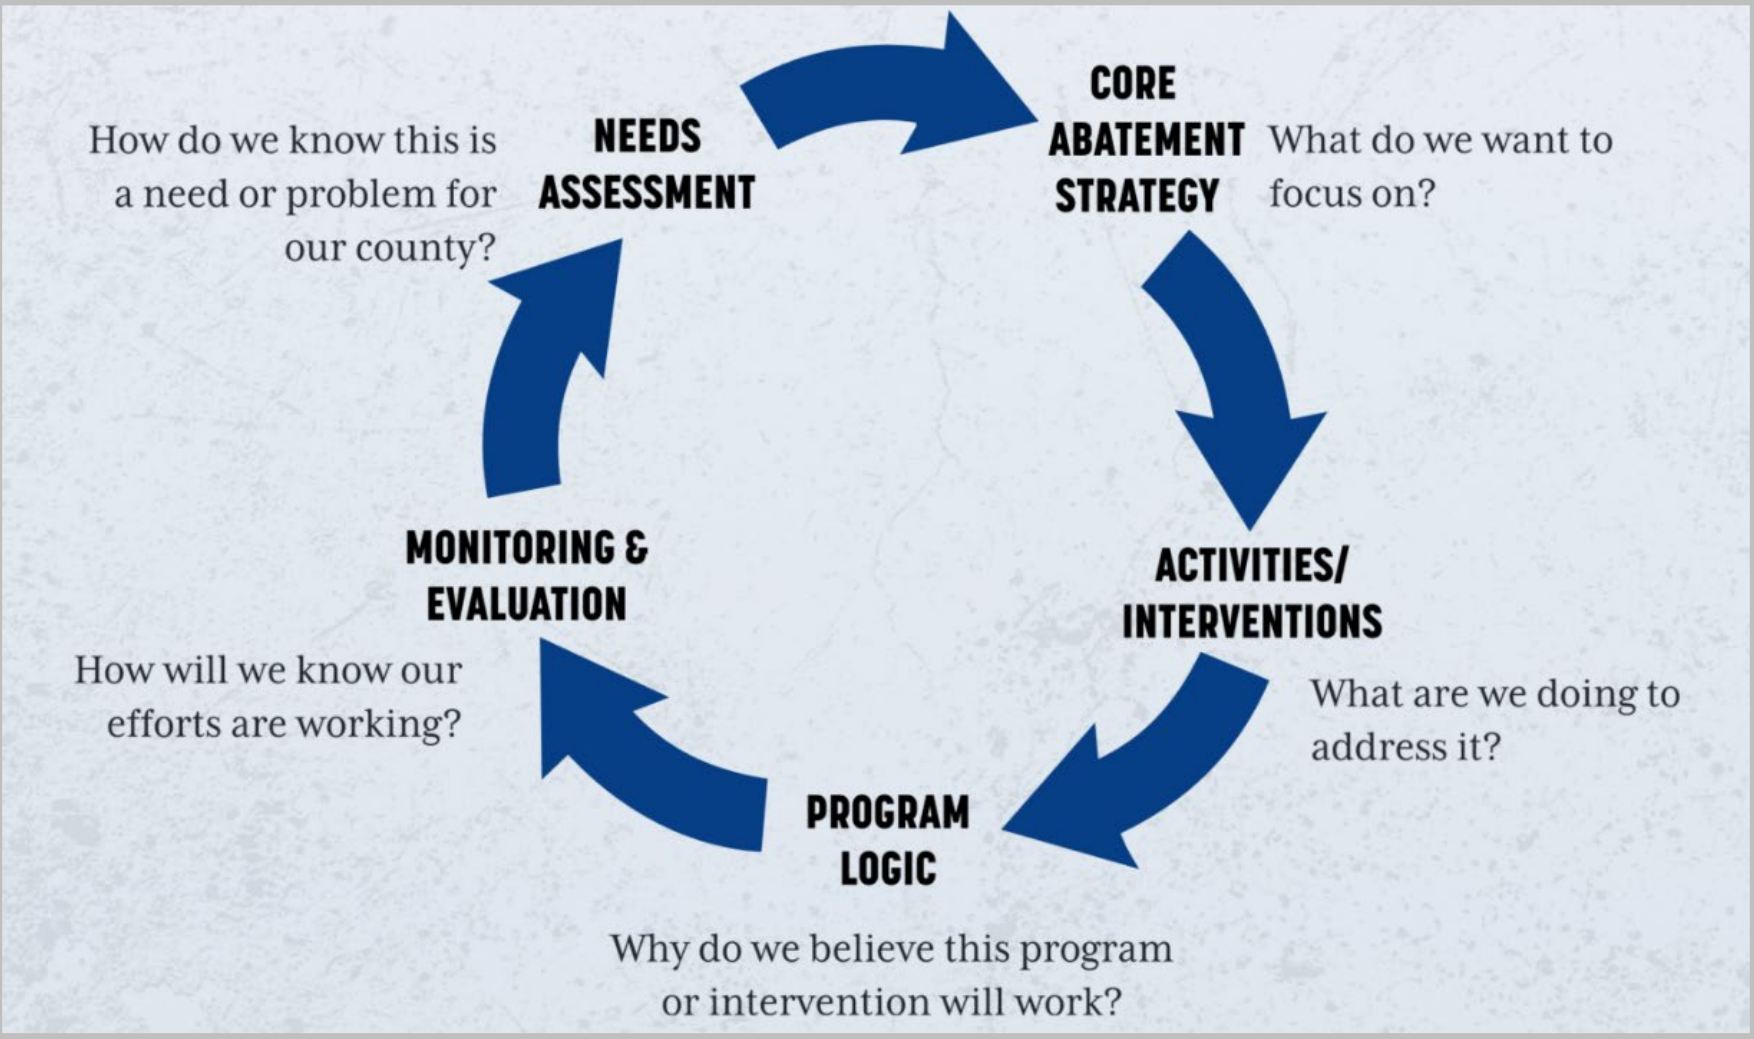 NEEDS
ASSESSMENT
How do we know this is
a need or problem for
our county?
CORE
ABATEMENT
STRATEGY
What do we want to
focus on?
ACTIVITIES/
INTERVENTIONS
What are we doing to
address it?
PROGRAM
LOGIC
Why do we believe this program
or intervention will work?
MONITORING &
EVALUATION
How will we know our
efforts are working?